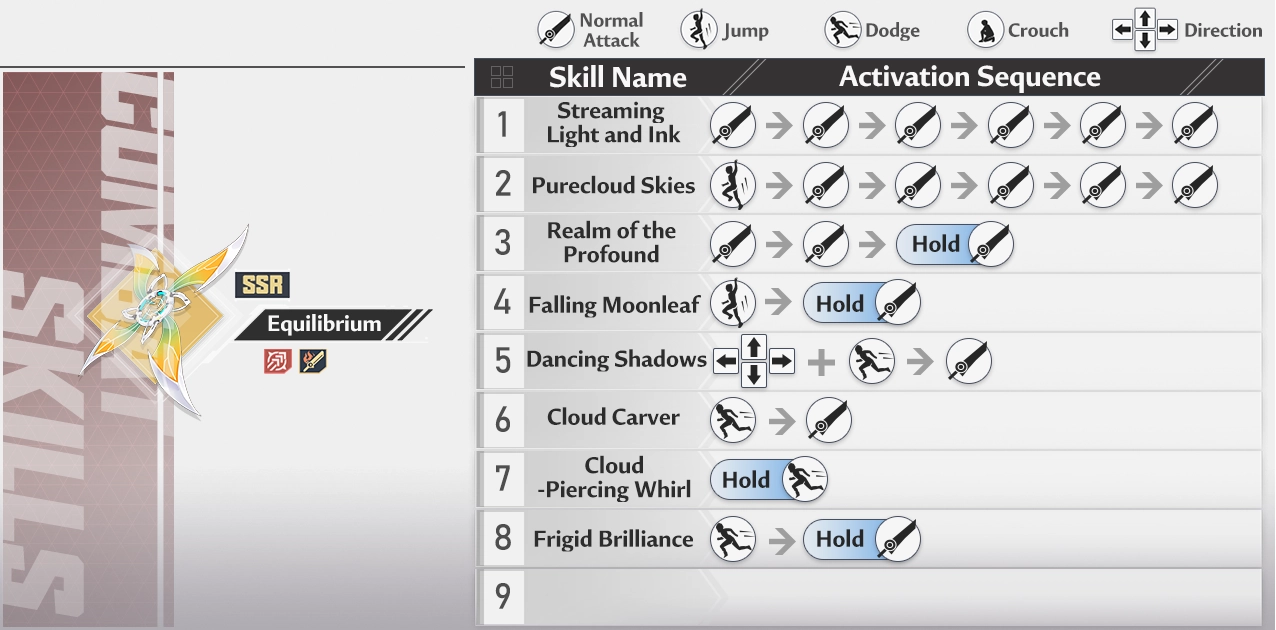 Normal
Attack
Jump
Dodge
Crouch
Direction
Skill Name
Activation Sequence
GUMI
SKILLS
SSR
Equilibrium
1
Streaming
Light and Ink
2
Purecloud Skies
3
Realm of the
Profound
Hold
4
Falling Moonleaf
Hold
5
Dancing Shadows
6
Cloud Carver
7
Cloud
-Piercing Whirl
Hold
8
Frigid Brilliance
Hold
9